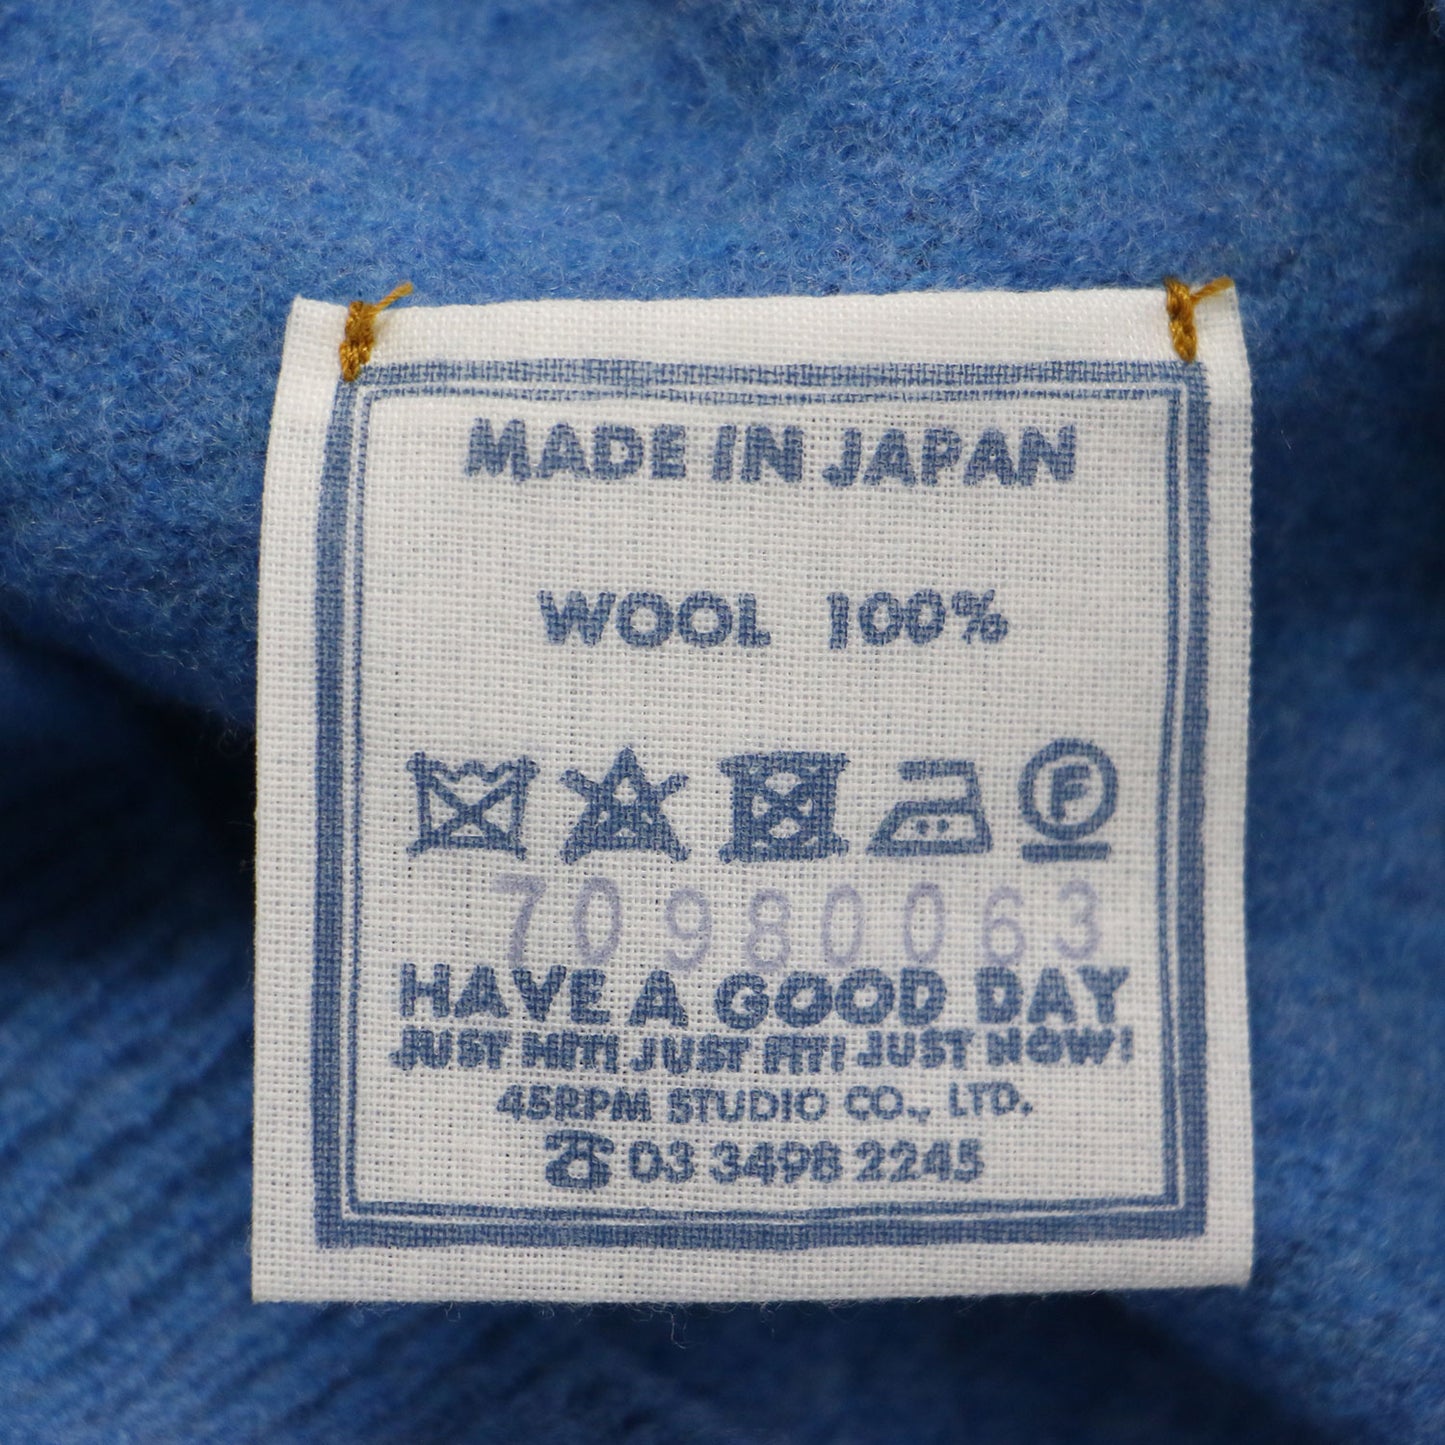 MADE IN JAPAN
WOOL 100%
F
70980063
HAVE A GOOD DAY
JUST HIT! JUST FIT! JUST NOW!
45RPM STUDIO CO., LTD.
☎ 03 3498 2245